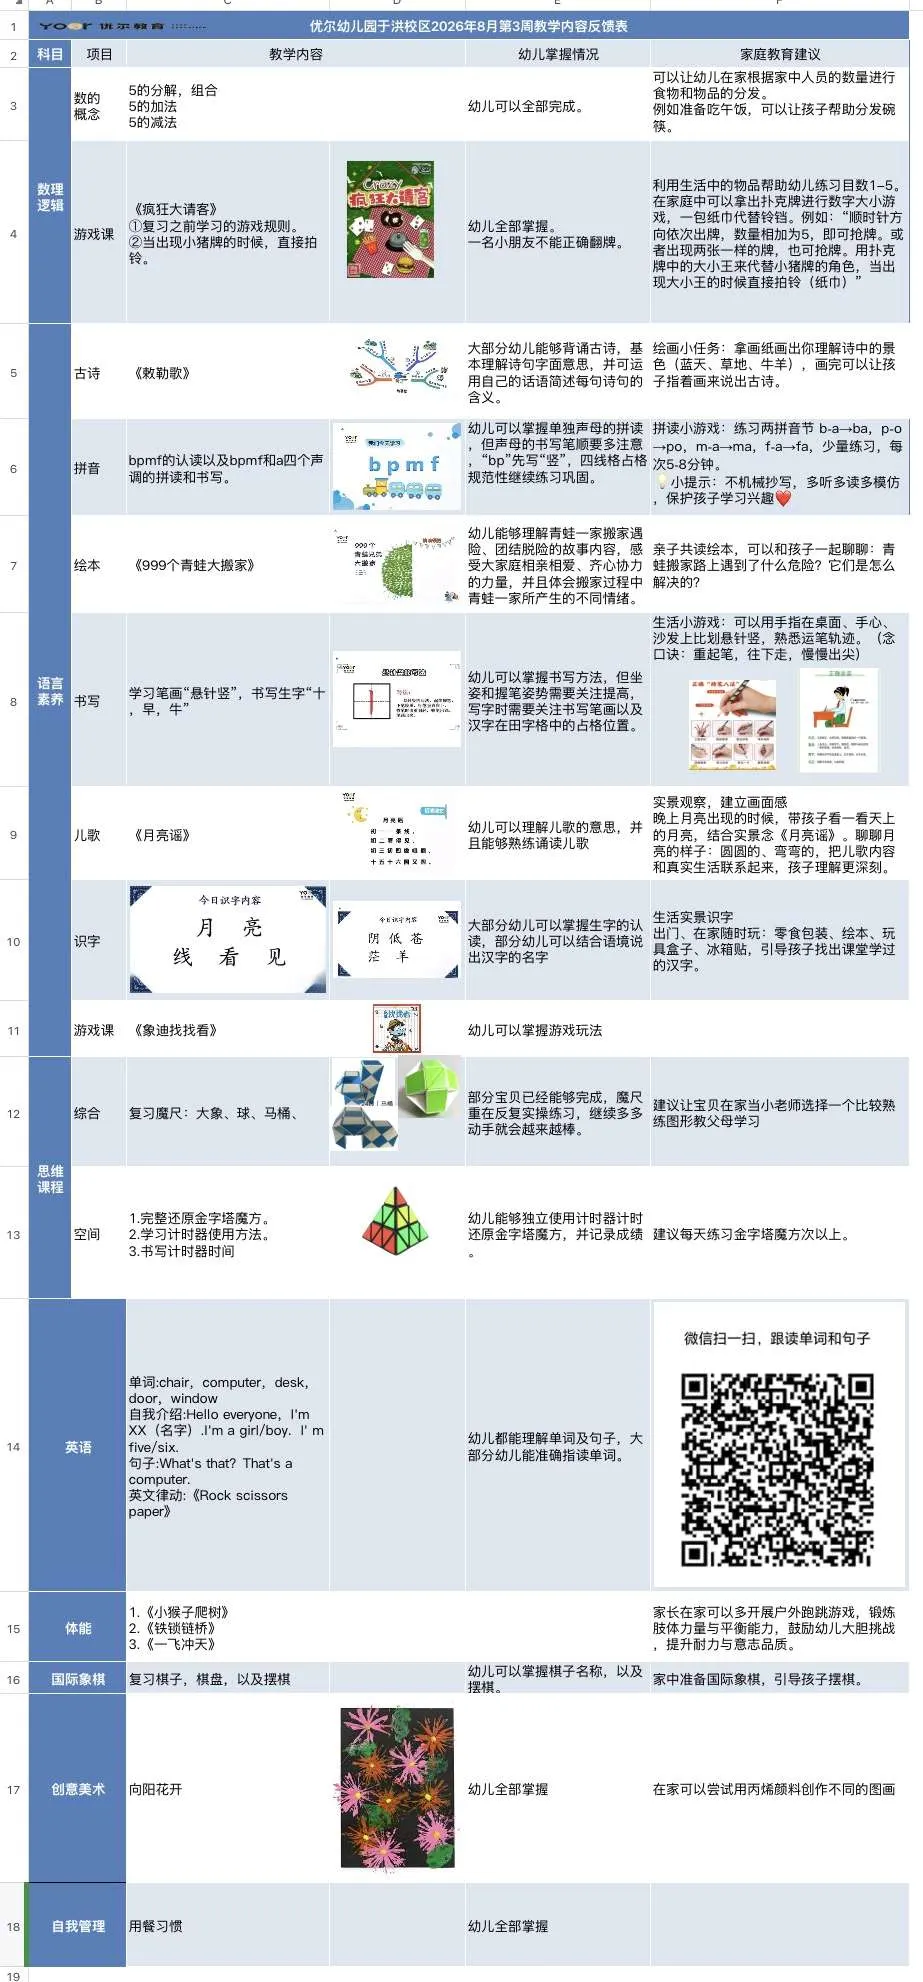 优尔教育
优尔幼儿园于洪校区2026年8月第3周教学内容反馈表
科目
项目
教学内容
幼儿掌握情况
家庭教育建议
数理
逻辑
数的
概念
5的分解，组合
5的加法
5的减法
幼儿可以全部完成。
可以让幼儿在家根据家中人员的数量进行
食物和物品的分发。
例如准备吃午饭，可以让孩子帮助分发碗
筷。
游戏课
《疯狂大请客》
①复习之前学习的游戏规则。
②当出现小猪牌的时候，直接拍
铃。
Crazy
疯狂大请客
幼儿全部掌握。
一名小朋友不能正确翻牌。
利用生活中的物品帮助幼儿练习目数1-5。
在家庭中可以拿出扑克牌进行数字大小游
戏，一包纸巾代替铃铛。例如：“顺时针方
向依次出牌，数量相加为5，即可抢牌。或
者出现两张一样的牌，也可抢牌。用扑克
牌中的大小王来代替小猪牌的角色，当出
现大小王的时候直接拍铃（纸巾）”
语言
素养
古诗
《敕勒歌》
大部分幼儿能够背诵古诗，基
本理解诗句字面意思，并可运
用自己的话语简述每句诗句的
含义。
绘画小任务：拿画纸画出你理解诗中的景
色（蓝天、草地、牛羊），画完可以让孩
子指着画来说出古诗。
拼音
bpmf的认读以及bpmf和a四个声
调的拼读和书写。
b p m f
幼儿可以掌握单独声母的拼读
，但声母的书写笔顺要多注意
，“bp”先写“竖”，四线格占格
规范性继续练习巩固。
拼读小游戏：练习两拼音节 b-a→ba，p-o
→po，m-a→ma，f-a→fa，少量练习，每
次5-8分钟。
💡小提示：不机械抄写，多听多读多模仿
，保护孩子学习兴趣❤️
绘本
《999个青蛙大搬家》
999个
青蛙兄弟
大搬家
幼儿能够理解青蛙一家搬家遇
险、团结脱险的故事内容，感
受大家庭相亲相爱、齐心协力
的力量，并且体会搬家过程中
青蛙一家所产生的不同情绪。
亲子共读绘本，可以和孩子一起聊聊：青
蛙搬家路上遇到了什么危险？它们是怎么
解决的？
书写
学习笔画“悬针竖”，书写生字“十
，早，牛”
幼儿可以掌握书写方法，但坐
姿和握笔姿势需要关注提高，
写字时需要关注书写笔画以及
汉字在田字格中的占格位置。
生活小游戏：可以用手指在桌面、手心、
沙发上比划悬针竖，熟悉运笔轨迹。（念
口诀：重起笔，往下走，慢慢出尖）
儿歌
《月亮谣》
月亮谣
初一一条线，
初二看得见，
初三初四像娥眉，
十五十六圆又圆。
幼儿可以理解儿歌的意思，并
且能够熟练诵读儿歌
实景观察，建立画面感
晚上月亮出现的时候，带孩子看一看天上
的月亮，结合实景念《月亮谣》。聊聊月
亮的样子：圆圆的、弯弯的，把儿歌内容
和真实生活联系起来，孩子理解更深刻。
识字
今日识字内容
月 亮
线 看 见
今日识字内容
阴 低 苍
茫 羊
大部分幼儿可以掌握生字的认
读，部分幼儿可以结合语境说
出汉字的名字
生活实景识字
出门、在家随时玩：零食包装、绘本、玩
具盒子、冰箱贴，引导孩子找出课堂学过
的汉字。
游戏课
《象迪找找看》
幼儿可以掌握游戏玩法
思维
课程
综合
复习魔尺：大象、球、马桶、
部分宝贝已经能够完成，魔尺
重在反复实操练习，继续多多
动手就会越来越棒。
建议让宝贝在家当小老师选择一个比较熟
练图形教父母学习
空间
1.完整还原金字塔魔方。
2.学习计时器使用方法。
3.书写计时器时间
幼儿能够独立使用计时器计时
还原金字塔魔方，并记录成绩
。
建议每天练习金字塔魔方次以上。
英语
单词:chair，computer，desk，
door，window
自我介绍:Hello everyone，I'm
XX（名字）.I'm a girl/boy. I' m
five/six.
句子:What's that？That's a
computer.
英文律动:《Rock scissors
paper》
幼儿都能理解单词及句子，大
部分幼儿能准确指读单词。
微信扫一扫，跟读单词和句子
体能
1.《小猴子爬树》
2.《铁锁链桥》
3.《一飞冲天》
家长在家可以多开展户外跑跳游戏，锻炼
肢体力量与平衡能力，鼓励幼儿大胆挑战
，提升耐力与意志品质。
国际象棋
复习棋子，棋盘，以及摆棋
幼儿可以掌握棋子名称，以及
摆棋。
家中准备国际象棋，引导孩子摆棋。
创意美术
向阳花开
幼儿全部掌握
在家可以尝试用丙烯颜料创作不同的图画
自我管理
用餐习惯
幼儿全部掌握